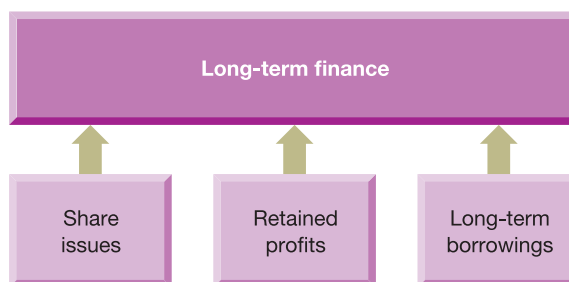 Long-term finance
Share
issues
Retained
profits
Long-term
borrowings